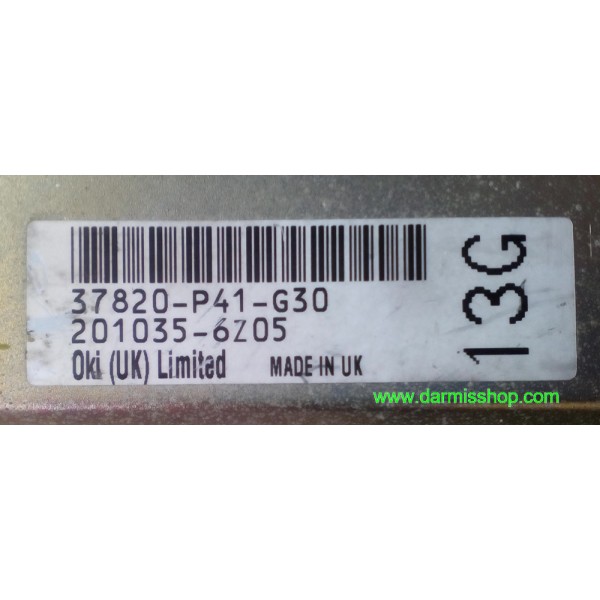 37820-P41-G30
201035-6Z05
Oki (UK) Limited MADE IN UK
13G
www.darmisshop.com